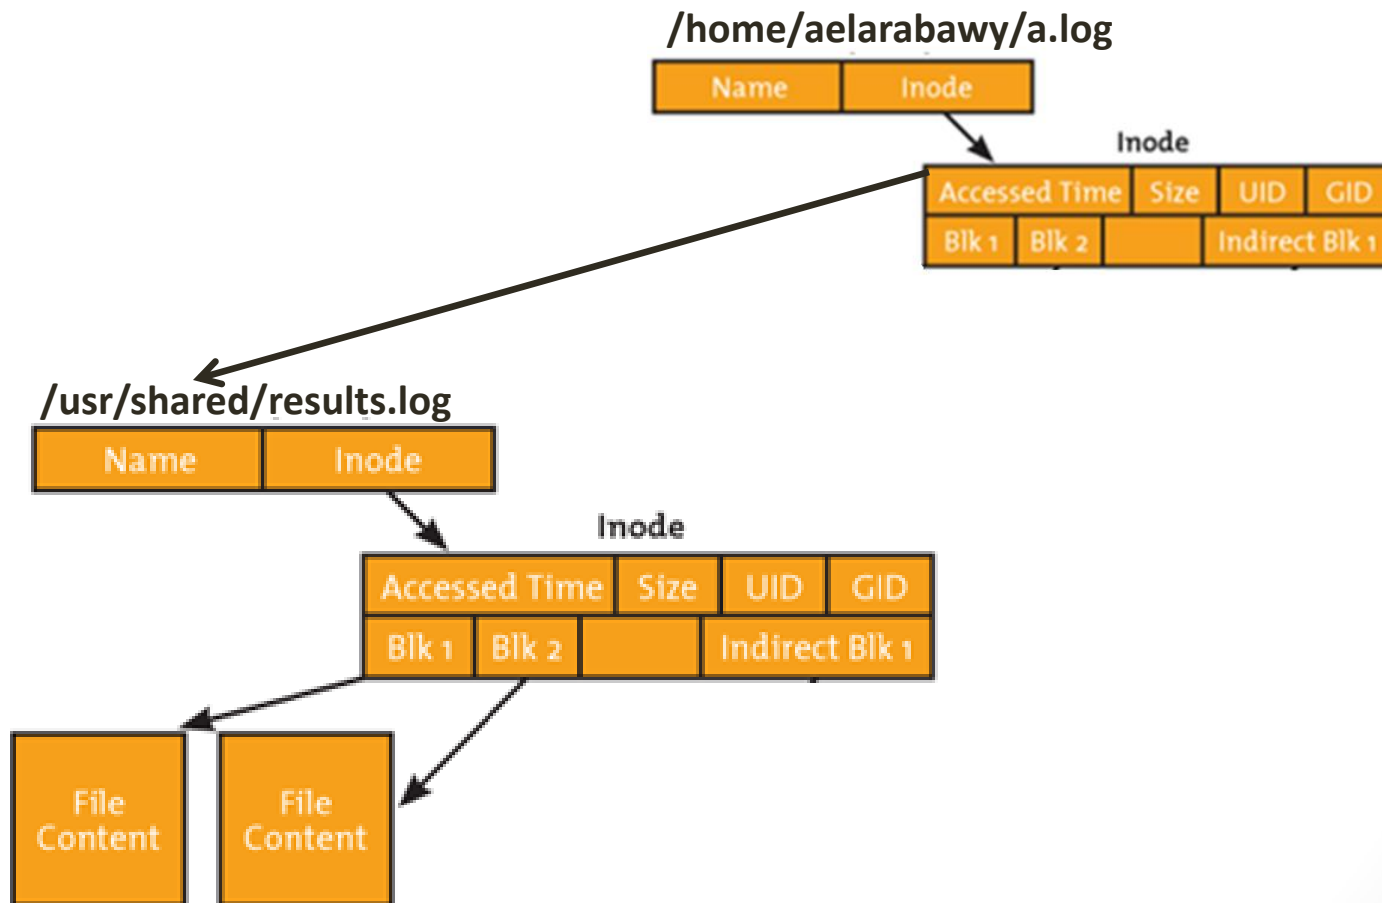 /home/aelarabawy/a.log
Name Inode
Inode
Accessed Time Size UID GID
Blk 1 Blk 2 Indirect Blk 1
/usr/shared/results.log
Name Inode
Inode
Accessed Time Size UID GID
Blk 1 Blk 2 Indirect Blk 1
File
Content
File
Content